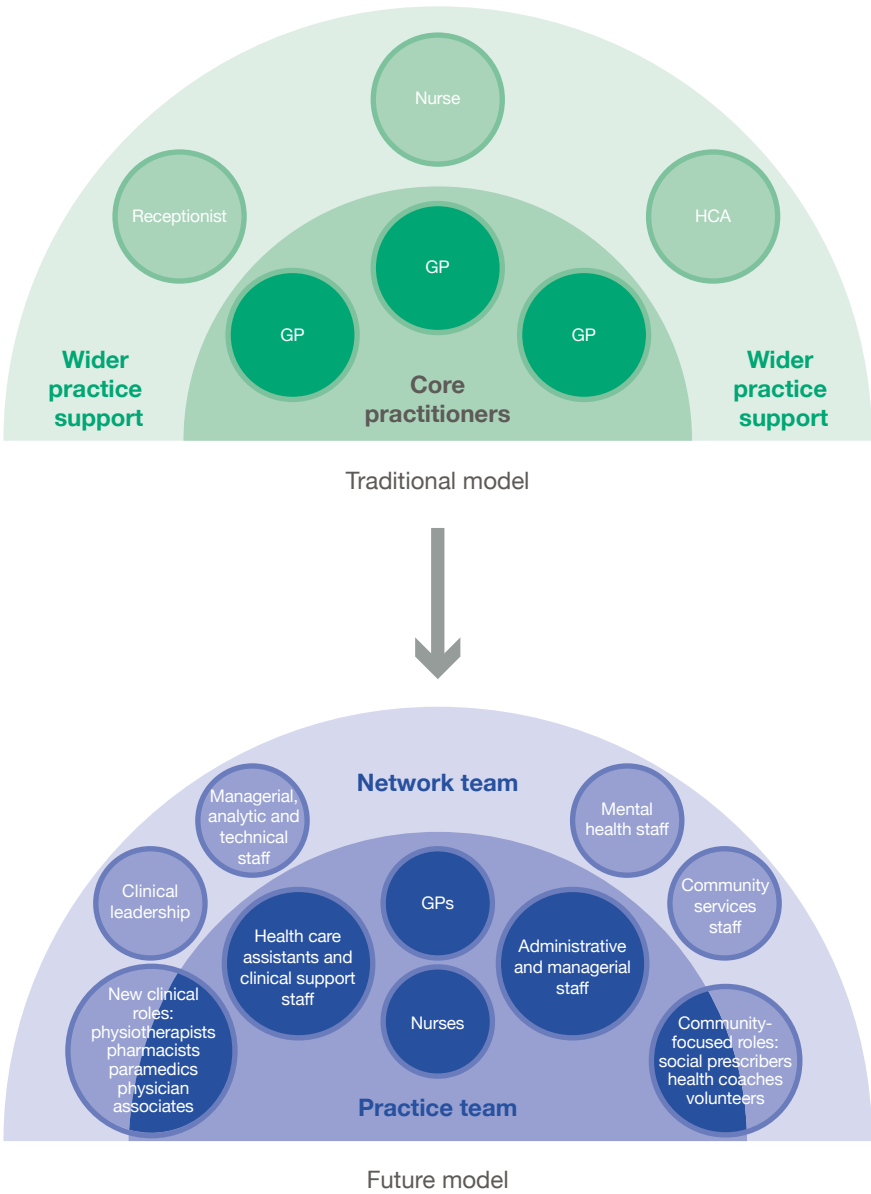 Nurse
Receptionist
HCA
GP
GP
GP
Wider
practice
support
Core
practitioners
Wider
practice
support
Traditional model
Network team
Managerial,
analytic and
technical
staff
Mental
health staff
Clinical
leadership
GPs
Community
services
staff
Health care
assistants and
clinical support
staff
Administrative
and managerial
staff
New clinical
roles:
physiotherapists
pharmacists
paramedics
physician
associates
Nurses
Community-
focused roles:
social prescribers
health coaches
volunteers
Practice team
Future model